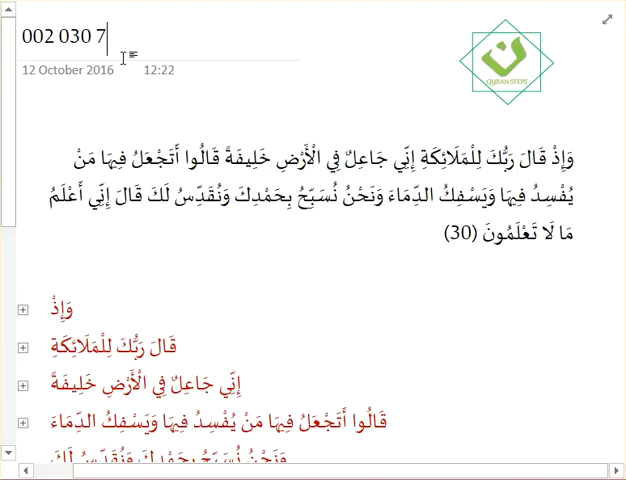 002 030 7
12 October 2016 12:22
QURAN STEPS
وَإِذْ قَالَ رَبُّكَ لِلْمَلَائِكَةِ إِنِّي جَاعِلٌ فِي الْأَرْضِ خَلِيفَةً قَالُوا أَتَجْعَلُ فِيهَا مَنْ
يُفْسِدُ فِيهَا وَيَسْفِكُ الدِّمَاءَ وَنَحْنُ نُسَبِّحُ بِحَمْدِكَ وَنُقَدِّسُ لَكَ قَالَ إِنِّي أَعْلَمُ
مَا لَا تَعْلَمُونَ (30)
وَإِذْ
قَالَ رَبُّكَ لِلْمَلَائِكَةِ
إِنِّي جَاعِلٌ فِي الْأَرْضِ خَلِيفَةً
قَالُوا أَتَجْعَلُ فِيهَا مَنْ يُفْسِدُ فِيهَا وَيَسْفِكُ الدِّمَاءَ
وَنَحْنُ نُسَبِّحُ بِحَمْدِكَ وَنُقَدِّسُ لَكَ